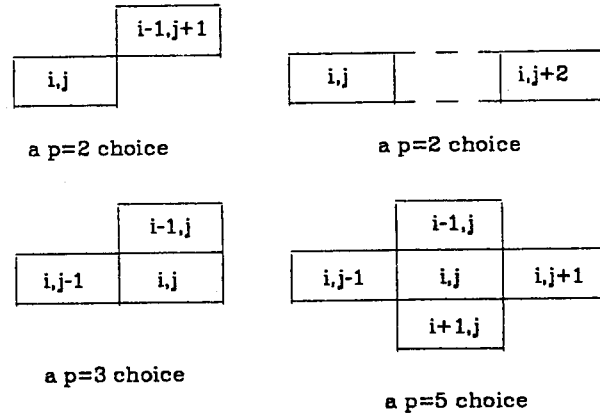 i-1,j+1
i,j
a p=2 choice
i,j
i,j+2
a p=2 choice
i-1,j
i,j-1
i,j
a p=3 choice
i-1,j
i,j-1
i,j
i,j+1
i+1,j
a p=5 choice